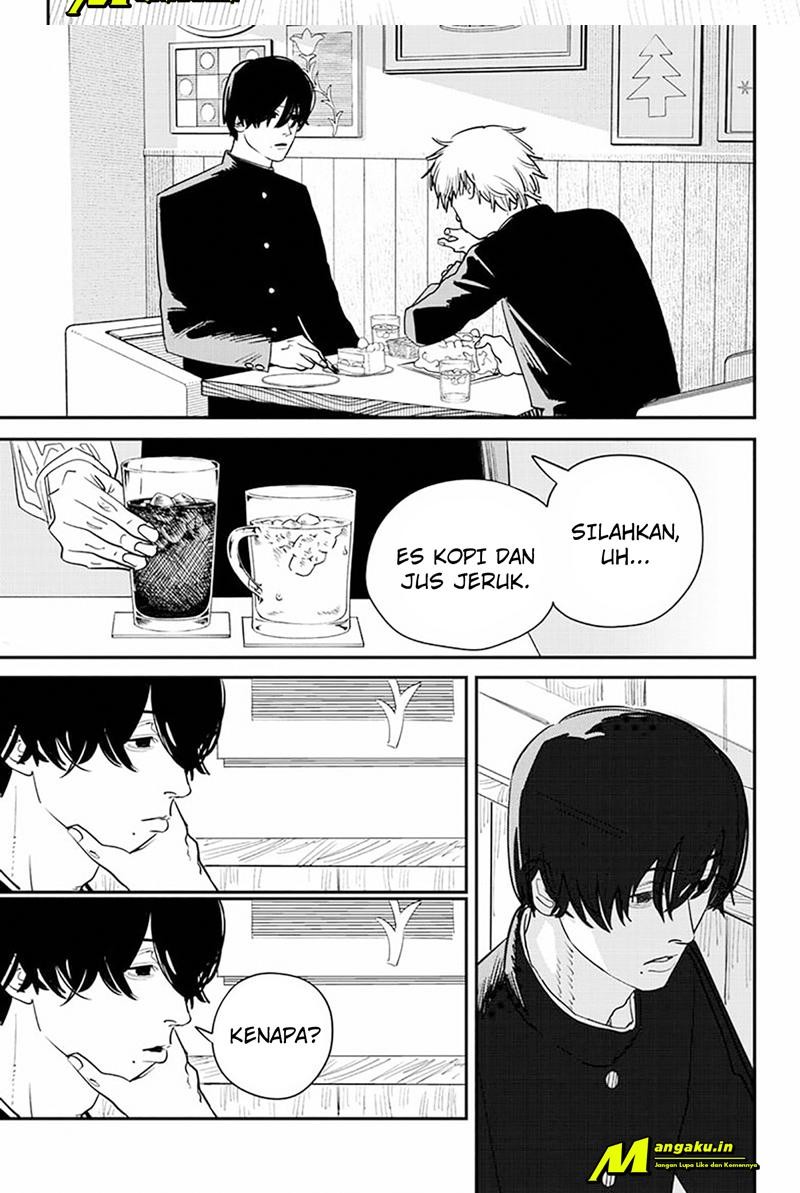 SILAHKAN,
UH...
ES KOPI DAN
JUS JERUK.
KENAPA?
Mangaku.in
Jangan Lupa Like dan Komennya